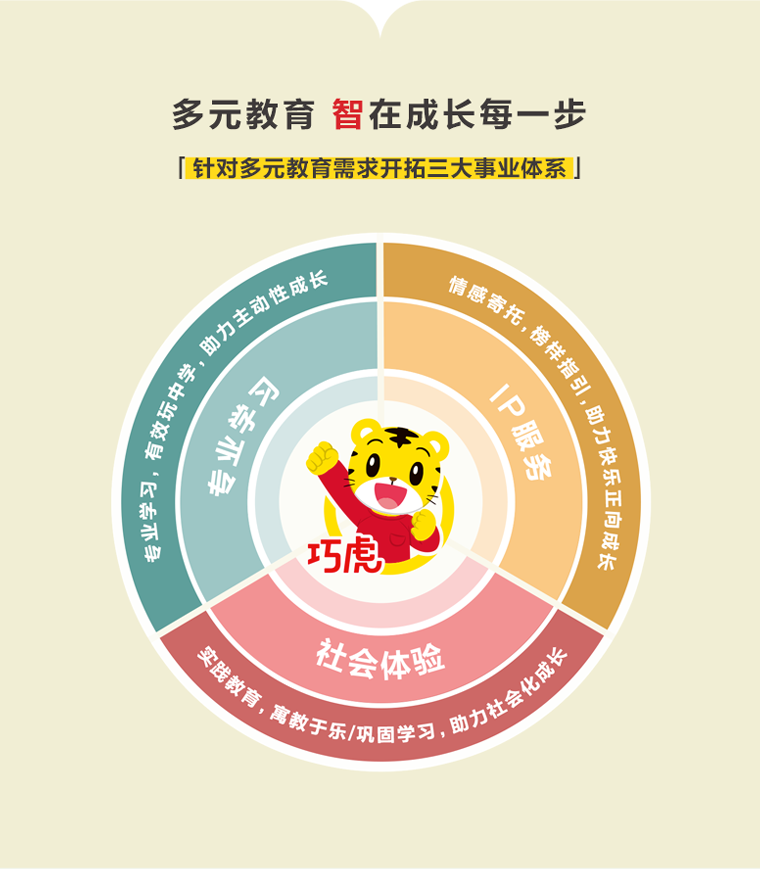 多元教育 智在成长每一步
「针对多元教育需求开拓三大事业体系」
专业学习，有效玩中学，助力主动性成长
专业学习
情感寄托，榜样指引，助力快乐正向成长
IP服务
巧虎
社会体验
实践教育，寓教于乐/巩固学习，助力社会化成长